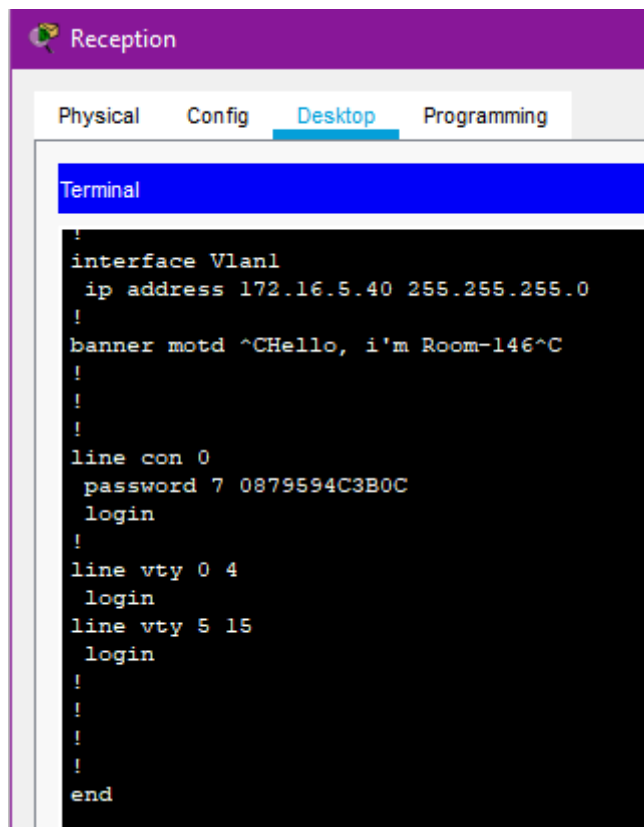 Reception
Physical Config Desktop Programming
Terminal
!
interface Vlan1
ip address 172.16.5.40 255.255.255.0
!
banner motd ^CHello, i'm Room-146^C
!
!
!
line con 0
password 7 0879594C3B0C
login
!
line vty 0 4
login
line vty 5 15
login
!
!
!
!
end